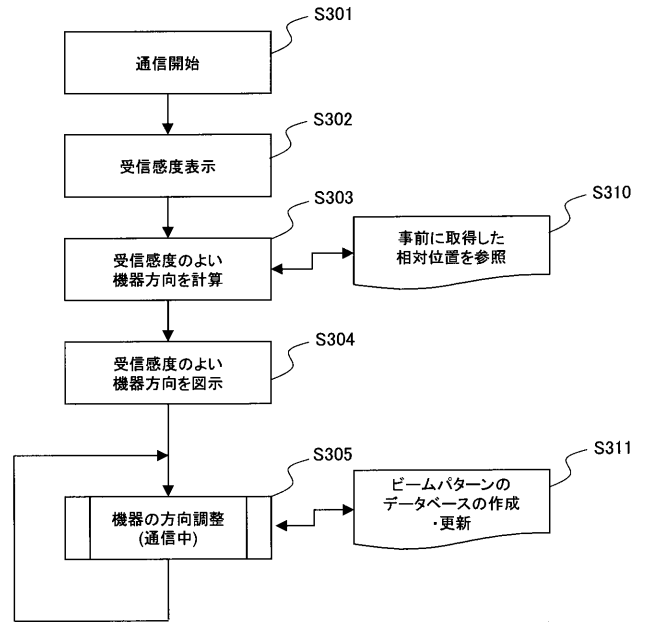 S301
通信開始
S302
受信感度表示
S303
受信感度のよい
機器方向を計算
S310
事前に取得した
相対位置を参照
S304
受信感度のよい
機器方向を図示
S305
機器の方向調整
(通信中)
S311
ビームパターンの
データベースの作成
・更新